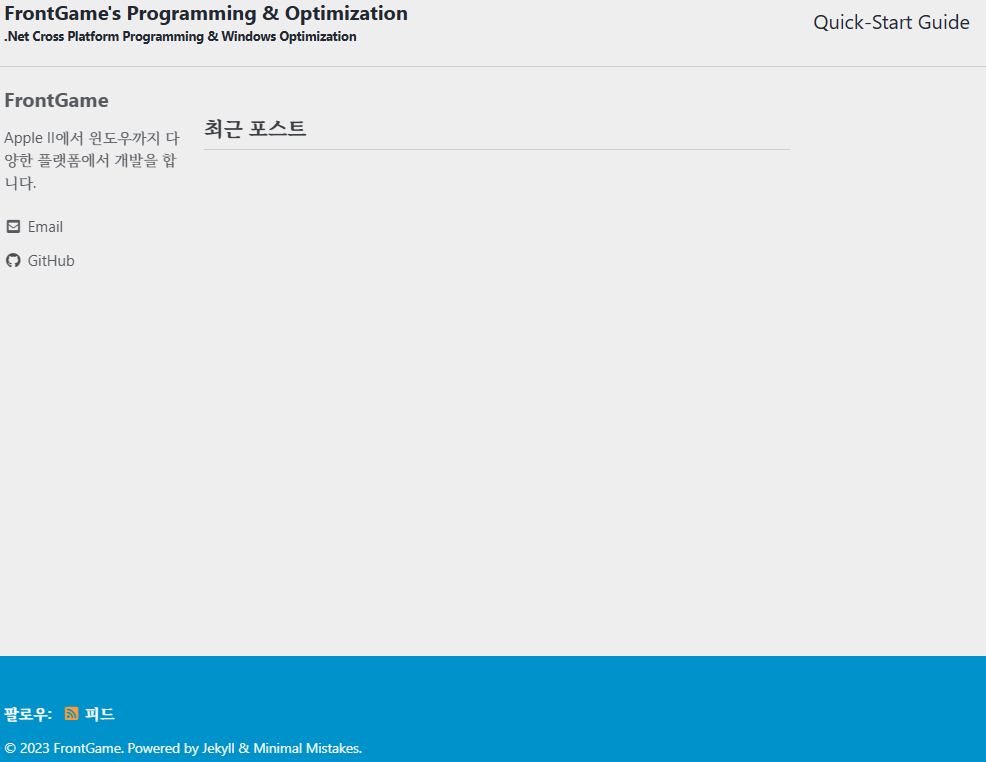 FrontGame's Programming & Optimization
.Net Cross Platform Programming & Windows Optimization
Quick-Start Guide
FrontGame
Apple II에서 윈도우까지 다
양한 플랫폼에서 개발을 합
니다.
Email
GitHub
최근 포스트
팔로우: 피드
© 2023 FrontGame. Powered by Jekyll & Minimal Mistakes.